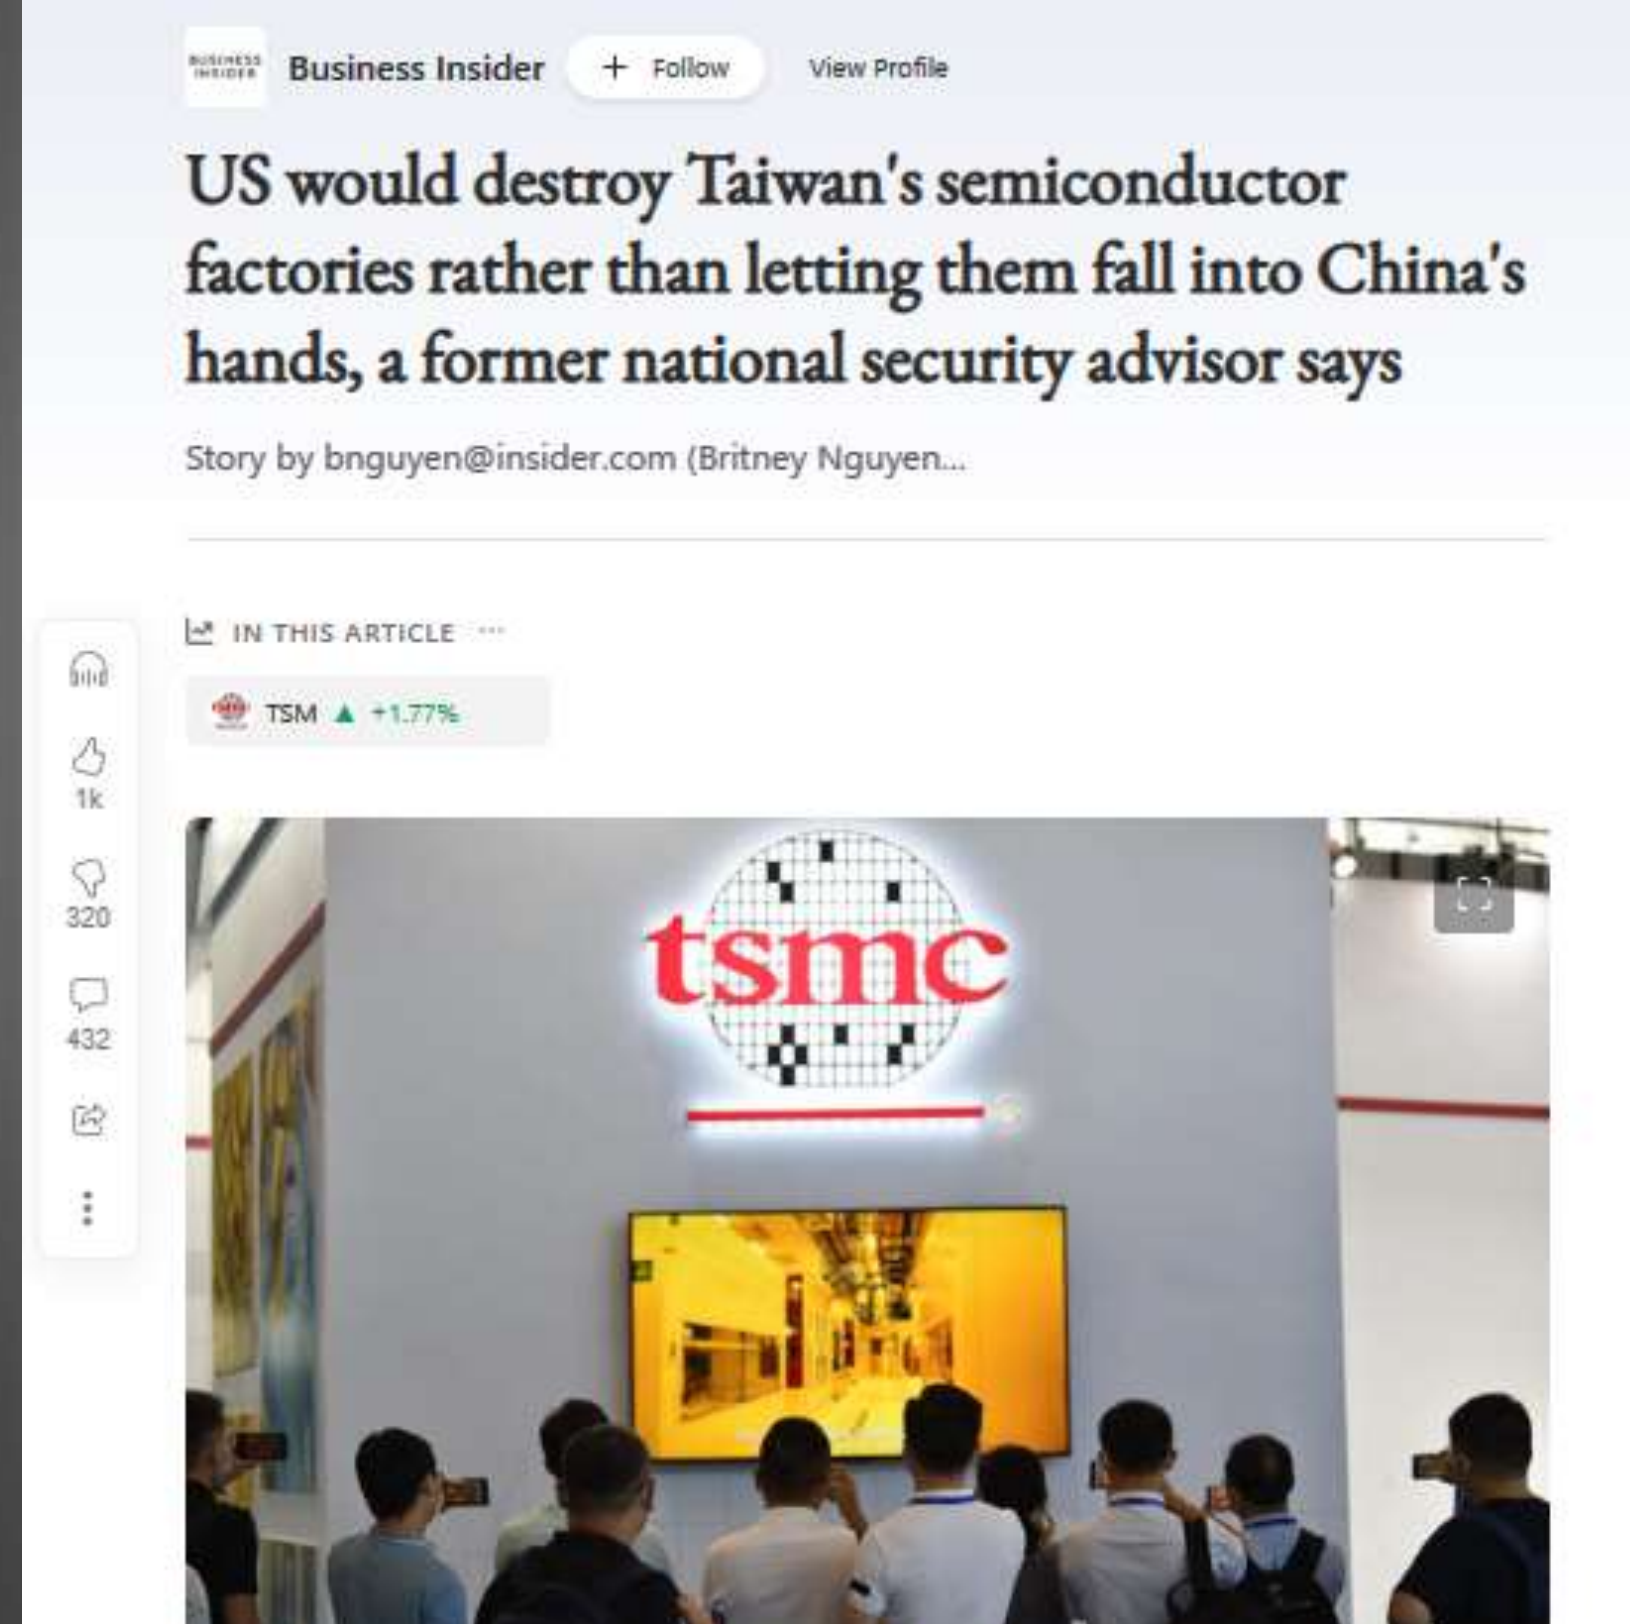 BUSINESS
INSIDER
Business Insider
+ Follow
View Profile
US would destroy Taiwan's semiconductor
factories rather than letting them fall into China's
hands, a former national security advisor says
Story by bnguyen@insider.com (Britney Nguyen...
IN THIS ARTICLE ...
TSM ▲ +1.77%
1k
320
432
tsmc